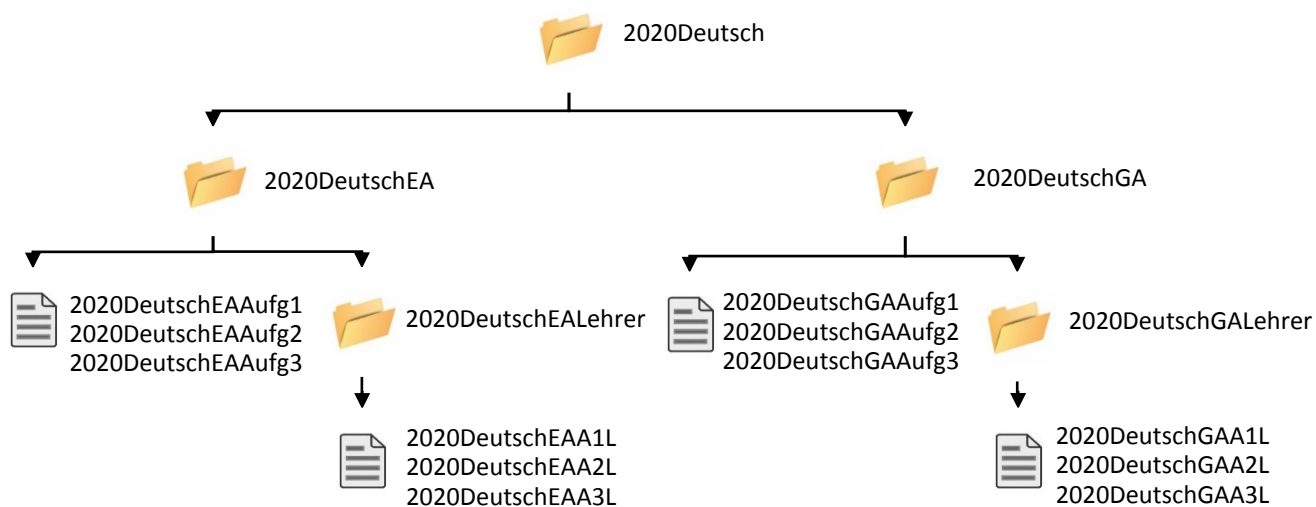 2020Deutsch
2020DeutschEA
2020DeutschGA
2020DeutschEAAufg1
2020DeutschEAAufg2
2020DeutschEAAufg3
2020DeutschEALehrer
2020DeutschGAAufg1
2020DeutschGAAufg2
2020DeutschGAAufg3
2020DeutschGALehrer
2020DeutschEAA1L
2020DeutschEAA2L
2020DeutschEAA3L
2020DeutschGAA1L
2020DeutschGAA2L
2020DeutschGAA3L